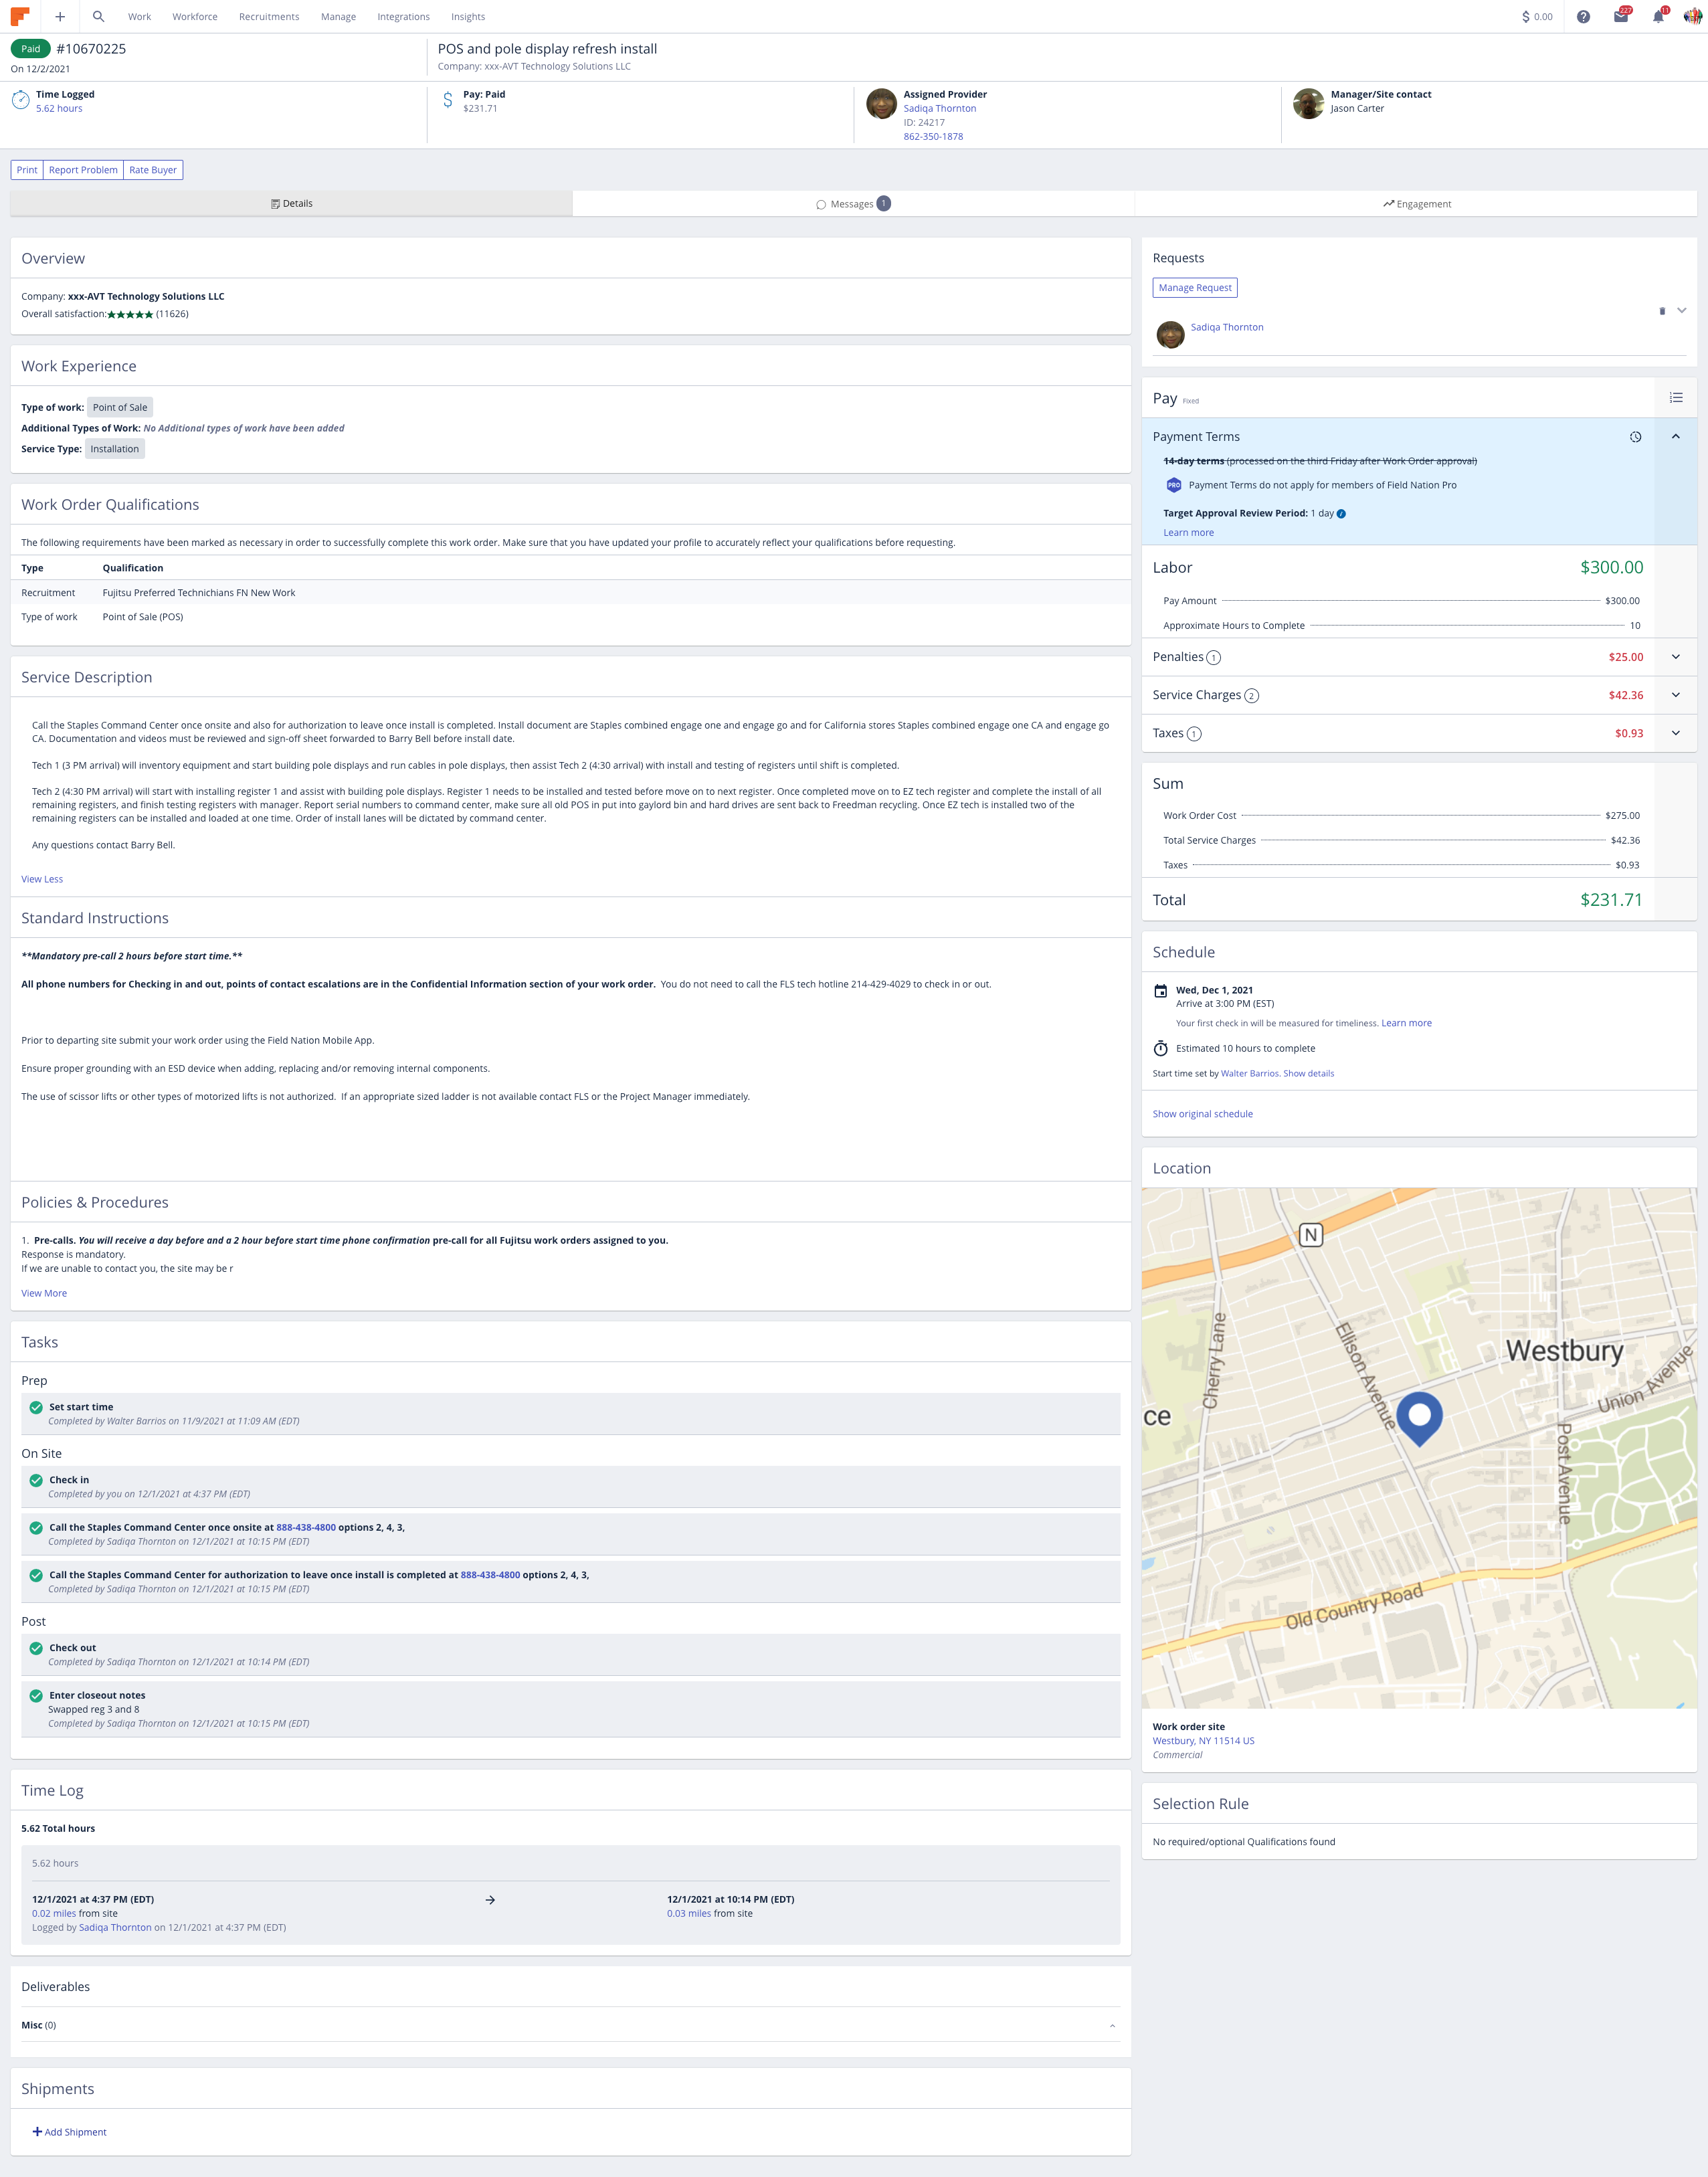 Work Workforce Recruitments Manage Integrations Insights $ 0.00 227 11
Paid #10670225
On 12/2/2021
POS and pole display refresh install
Company: xxx-AVT Technology Solutions LLC
Time Logged
5.62 hours
Pay: Paid
$231.71
Assigned Provider
Sadiqa Thornton
ID: 24217
862-350-1878
Manager/Site contact
Jason Carter
Print Report Problem Rate Buyer
Details Messages 1 Engagement
Overview
Company: xxx-AVT Technology Solutions LLC
Overall satisfaction:★★★★★ (11626)
Work Experience
Type of work: Point of Sale
Additional Types of Work: No Additional types of work have been added
Service Type: Installation
Work Order Qualifications
The following requirements have been marked as necessary in order to successfully complete this work order. Make sure that you have updated your profile to accurately reflect your qualifications before requesting.
Type Qualification
Recruitment Fujitsu Preferred Technichians FN New Work
Type of work Point of Sale (POS)
Service Description
Call the Staples Command Center once onsite and also for authorization to leave once install is completed. Install document are Staples combined engage one and engage go and for California stores Staples combined engage one CA and engage go
CA. Documentation and videos must be reviewed and sign-off sheet forwarded to Barry Bell before install date.
Tech 1 (3 PM arrival) will inventory equipment and start building pole displays and run cables in pole displays, then assist Tech 2 (4:30 arrival) with install and testing of registers until shift is completed.
Tech 2 (4:30 PM arrival) will start with installing register 1 and assist with building pole displays. Register 1 needs to be installed and tested before move on to next register. Once completed move on to EZ tech register and complete the install of all
remaining registers, and finish testing registers with manager. Report serial numbers to command center, make sure all old POS in put into gaylord bin and hard drives are sent back to Freedman recycling. Once EZ tech is installed two of the
remaining registers can be installed and loaded at one time. Order of install lanes will be dictated by command center.
Any questions contact Barry Bell.
View Less
Standard Instructions
**Mandatory pre-call 2 hours before start time.**
All phone numbers for Checking in and out, points of contact escalations are in the Confidential Information section of your work order. You do not need to call the FLS tech hotline 214-429-4029 to check in or out.
Prior to departing site submit your work order using the Field Nation Mobile App.
Ensure proper grounding with an ESD device when adding, replacing and/or removing internal components.
The use of scissor lifts or other types of motorized lifts is not authorized. If an appropriate sized ladder is not available contact FLS or the Project Manager immediately.
Policies & Procedures
1. Pre-calls. You will receive a day before and a 2 hour before start time phone confirmation pre-call for all Fujitsu work orders assigned to you.
Response is mandatory.
If we are unable to contact you, the site may be r
View More
Tasks
Prep
Set start time
Completed by Walter Barrios on 11/9/2021 at 11:09 AM (EDT)
On Site
Check in
Completed by you on 12/1/2021 at 4:37 PM (EDT)
Call the Staples Command Center once onsite at 888-438-4800 options 2, 4, 3,
Completed by Sadiqa Thornton on 12/1/2021 at 10:15 PM (EDT)
Call the Staples Command Center for authorization to leave once install is completed at 888-438-4800 options 2, 4, 3,
Completed by Sadiqa Thornton on 12/1/2021 at 10:15 PM (EDT)
Post
Check out
Completed by Sadiqa Thornton on 12/1/2021 at 10:14 PM (EDT)
Enter closeout notes
Swapped reg 3 and 8
Completed by Sadiqa Thornton on 12/1/2021 at 10:15 PM (EDT)
Time Log
5.62 Total hours
5.62 hours
12/1/2021 at 4:37 PM (EDT) → 12/1/2021 at 10:14 PM (EDT)
0.02 miles from site 0.03 miles from site
Logged by Sadiqa Thornton on 12/1/2021 at 4:37 PM (EDT)
Deliverables
Misc (0)
Shipments
+ Add Shipment
Requests
Manage Request
Sadiqa Thornton
Pay Fixed
Payment Terms
14-day terms (processed on the third Friday after Work Order approval)
PRO Payment Terms do not apply for members of Field Nation Pro
Target Approval Review Period: 1 day
Learn more
Labor $300.00
Pay Amount $300.00
Approximate Hours to Complete 10
Penalties 1 $25.00
Service Charges 2 $42.36
Taxes 1 $0.93
Sum
Work Order Cost $275.00
Total Service Charges $42.36
Taxes $0.93
Total $231.71
Schedule
Wed, Dec 1, 2021
Arrive at 3:00 PM (EST)
Your first check in will be measured for timeliness. Learn more
Estimated 10 hours to complete
Start time set by Walter Barrios. Show details
Show original schedule
Location
N
Cherry Lane
Ellison Avenue
Westbury
Union Avenue
ce
Post Avenue
Old Country Road
Work order site
Westbury, NY 11514 US
Commercial
Selection Rule
No required/optional Qualifications found